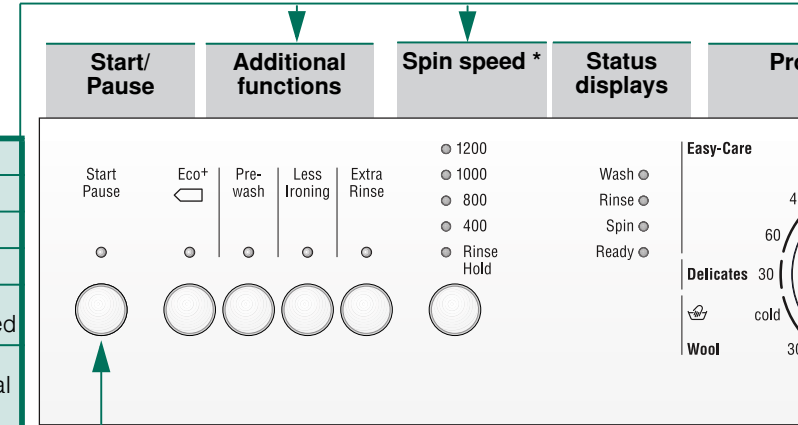 Start/
Pause
Additional
functions
Spin speed *
Status
displays
Start
Pause
Eco+
Pre-
wash
Less
Ironing
Extra
Rinse
1200
1000
800
400
Rinse
Hold
Wash
Rinse
Spin
Ready
Easy-Care
60
Delicates 30
cold
Wool